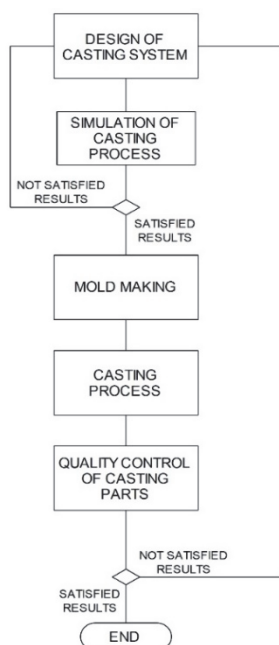 DESIGN OF
CASTING SYSTEM
SIMULATION OF
CASTING
PROCESS
NOT SATISFIED
RESULTS
SATISFIED
RESULTS
MOLD MAKING
CASTING
PROCESS
QUALITY CONTROL
OF CASTING
PARTS
NOT SATISFIED
RESULTS
SATISFIED
RESULTS
END